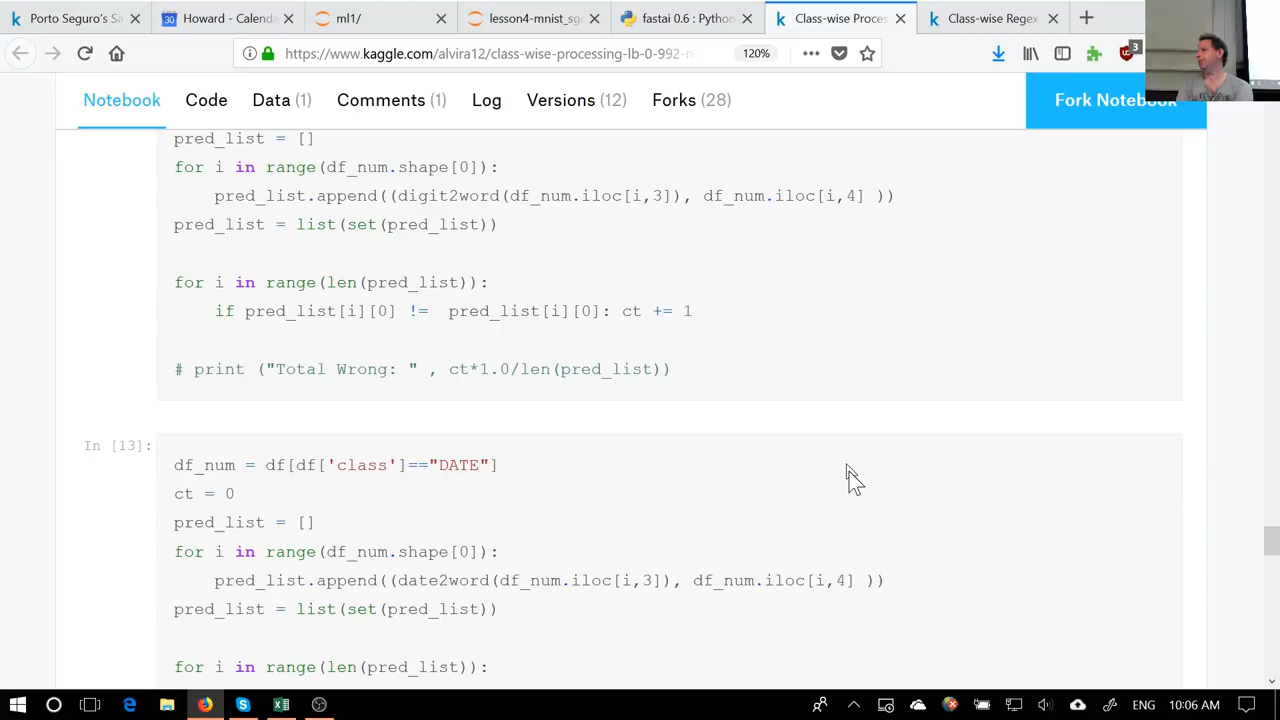 Porto Seguro's Sa
Howard - Calenda
ml1/
lesson4-mnist_sg
fastai 0.6 : Python
Class-wise Proce
Class-wise Regex
https://www.kaggle.com/alvira12/class-wise-processing-lb-0-992-n
120%
3
Notebook
Code
Data (1)
Comments (1)
Log
Versions (12)
Forks (28)
Fork Notebook
pred_list = []
for i in range(df_num.shape[0]):
    pred_list.append((digit2word(df_num.iloc[i,3]), df_num.iloc[i,4] ))
pred_list = list(set(pred_list))
for i in range(len(pred_list)):
    if pred_list[i][0] !=  pred_list[i][0]: ct += 1
# print ("Total Wrong: " , ct*1.0/len(pred_list))
In [13]:
df_num = df[df['class']=="DATE"]
ct = 0
pred_list = []
for i in range(df_num.shape[0]):
    pred_list.append((date2word(df_num.iloc[i,3]), df_num.iloc[i,4] ))
pred_list = list(set(pred_list))
for i in range(len(pred_list)):
ENG
10:06 AM